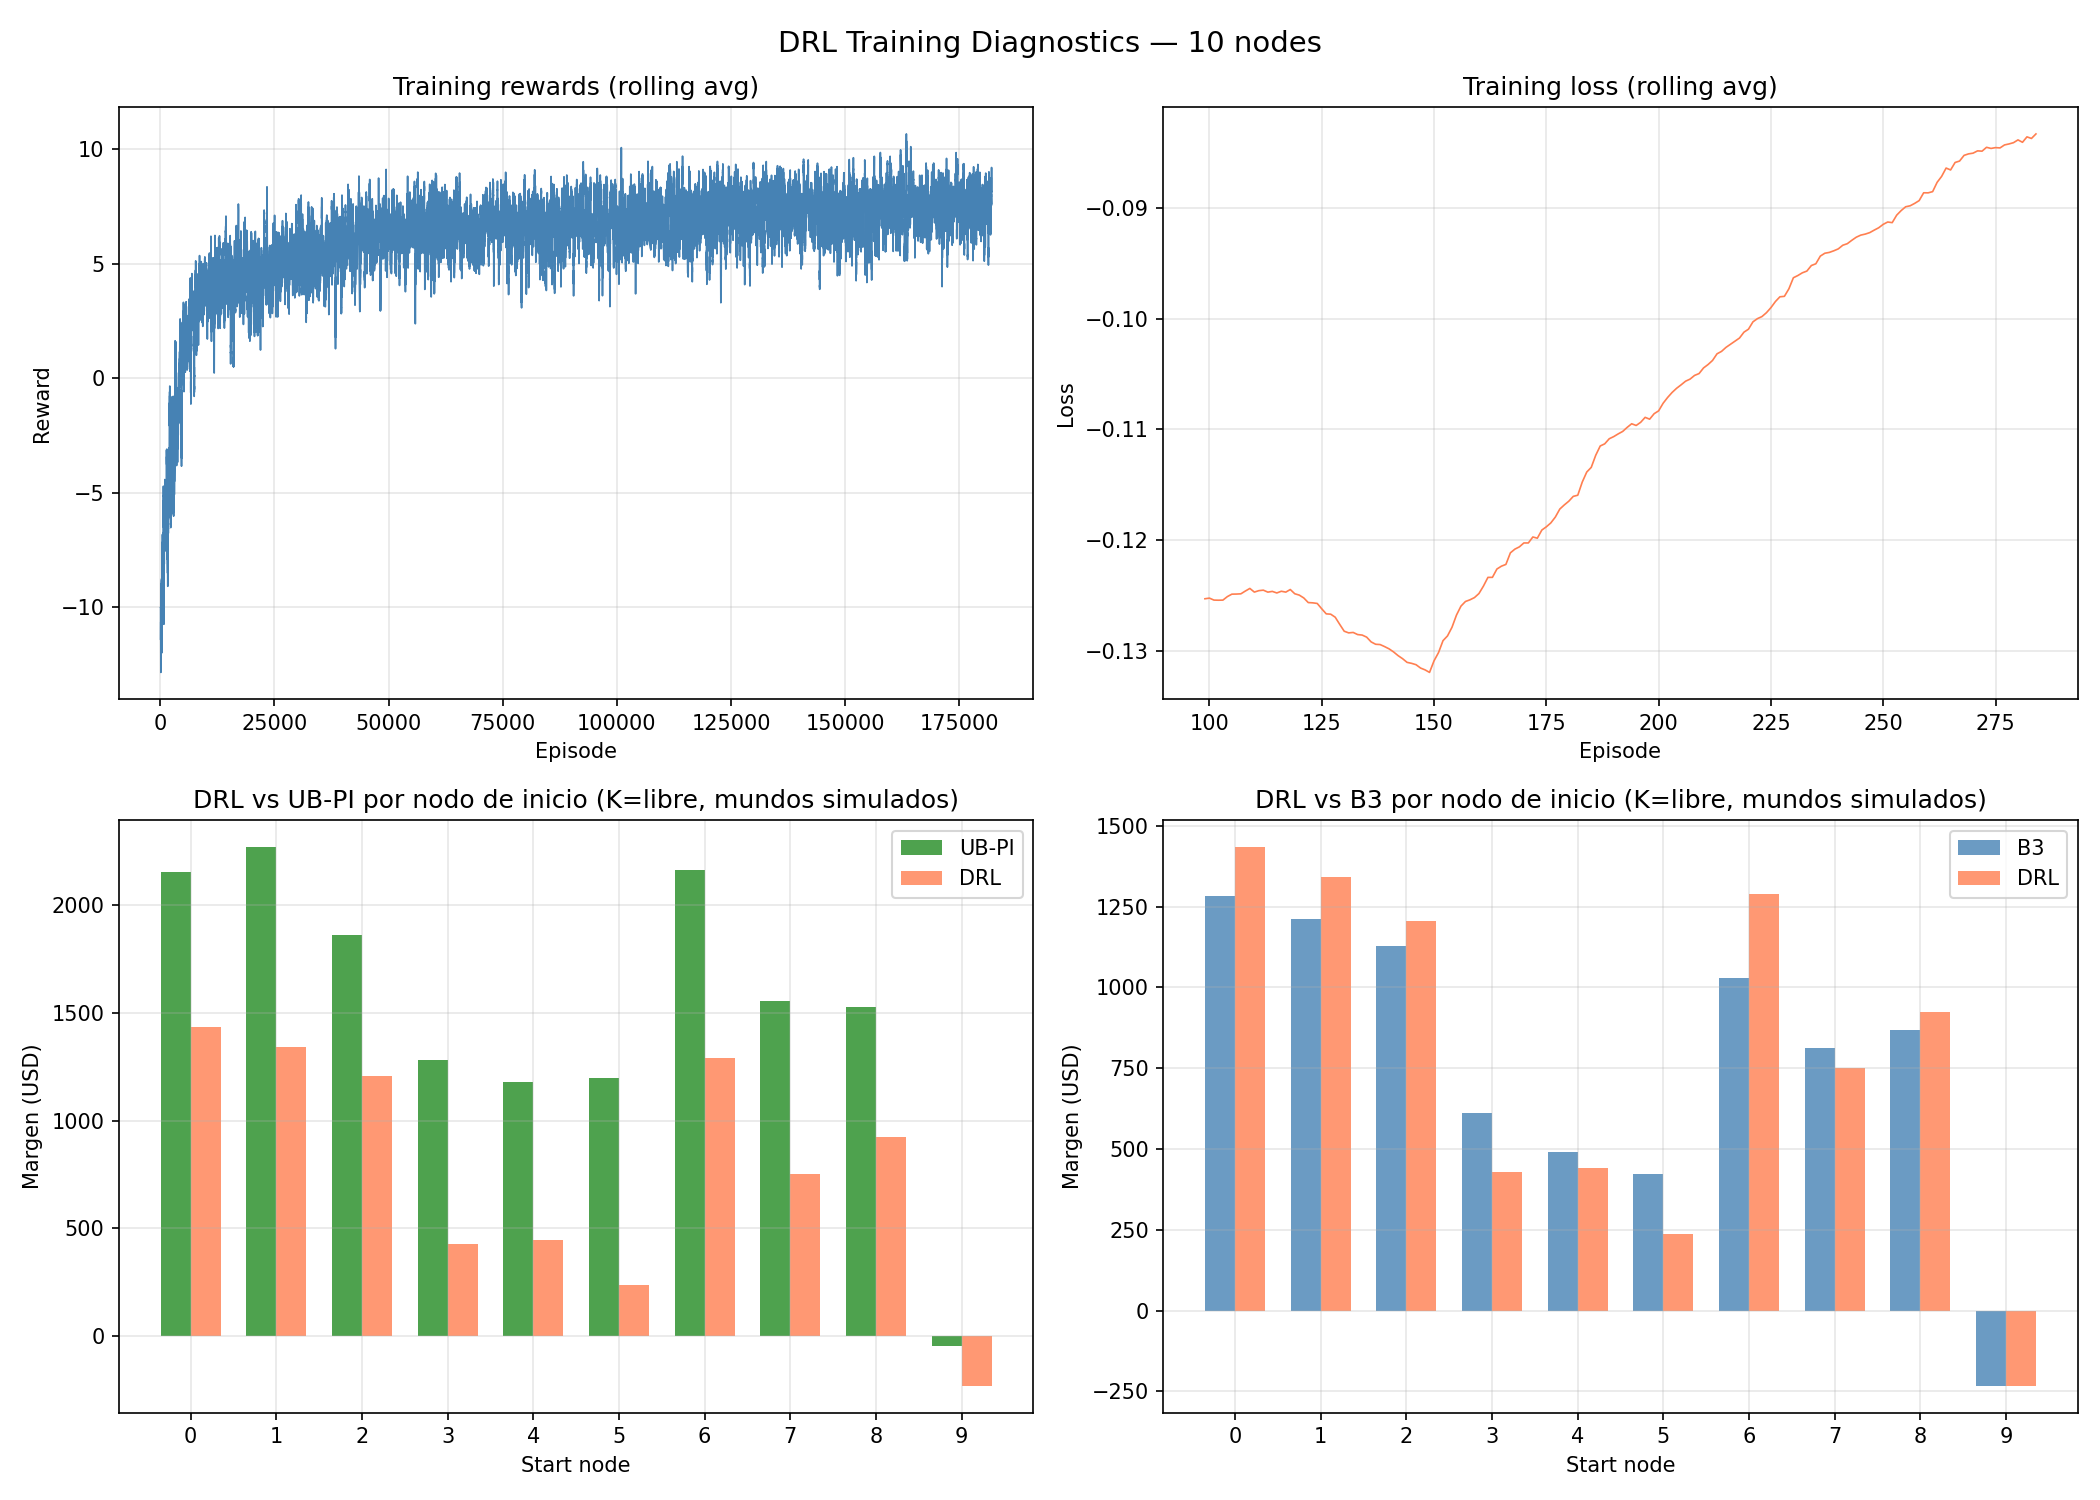 DRL Training Diagnostics — 10 nodes
Training rewards (rolling avg)
10
5
0
−5
−10
Reward
0 25000 50000 75000 100000 125000 150000 175000
Episode
Training loss (rolling avg)
−0.09
−0.10
−0.11
−0.12
−0.13
Loss
100 125 150 175 200 225 250 275
Episode
DRL vs UB-PI por nodo de inicio (K=libre, mundos simulados)
UB-PI
DRL
2000
1500
1000
500
0
Margen (USD)
0 1 2 3 4 5 6 7 8 9
Start node
DRL vs B3 por nodo de inicio (K=libre, mundos simulados)
B3
DRL
1500
1250
1000
750
500
250
0
−250
Margen (USD)
0 1 2 3 4 5 6 7 8 9
Start node